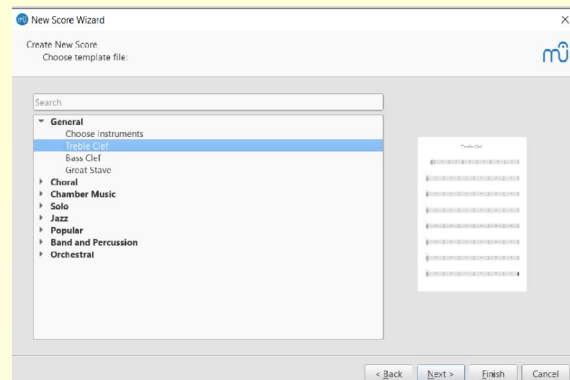 New Score Wizard
Create New Score
Choose template file:
Search
General
Choose Instruments
Treble Clef
Bass Clef
Great Stave
Choral
Chamber Music
Solo
Jazz
Popular
Band and Percussion
Orchestral
Treble Clef
< Back Next > Finish Cancel